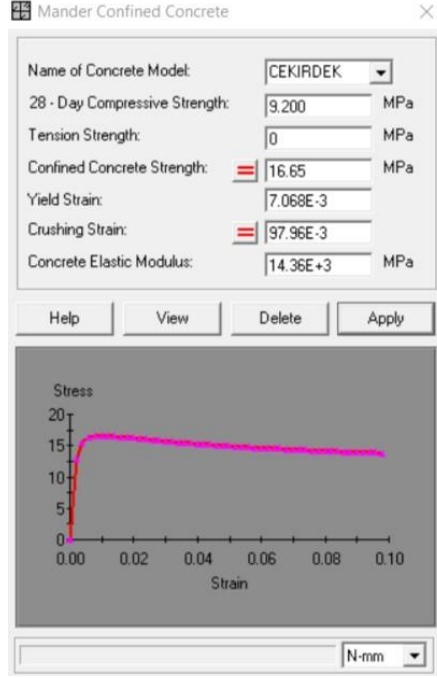 Mander Confined Concrete
Name of Concrete Model: CEKIRDEK
28 - Day Compressive Strength: 9.200 MPa
Tension Strength: 0 MPa
Confined Concrete Strength: 16.65 MPa
Yield Strain: 7.068E-3
Crushing Strain: 97.96E-3
Concrete Elastic Modulus: 14.36E+3 MPa
Help View Delete Apply
Stress
20
15
10
5
0
0.00 0.02 0.04 0.06 0.08 0.10
Strain
N-mm